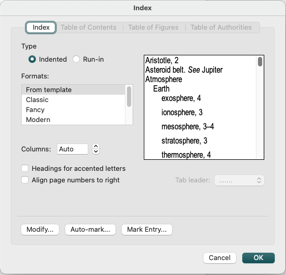 Index
Index
Table of Contents
Table of Figures
Table of Authorities
Type
Indented
Run-in
Formats:
From template
Classic
Fancy
Modern
Aristotle, 2
Asteroid belt. See Jupiter
Atmosphere
Earth
exosphere, 4
ionosphere, 3
mesosphere, 3–4
stratosphere, 3
thermosphere, 4
Columns:
Auto
Headings for accented letters
Align page numbers to right
Tab leader:
.......
Modify...
Auto-mark...
Mark Entry...
Cancel
OK